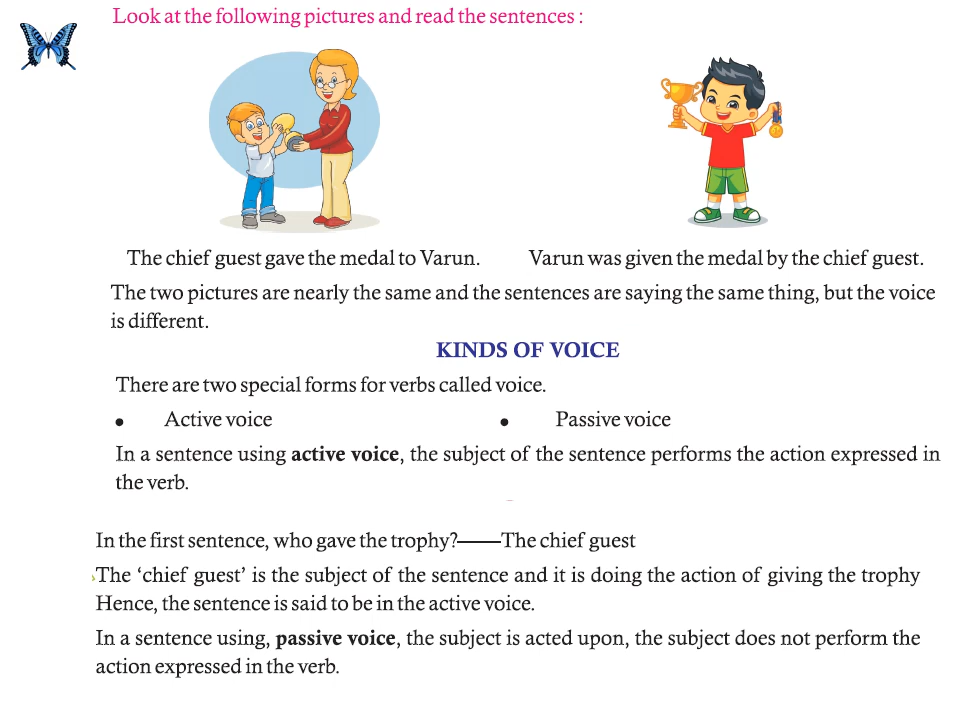 Look at the following pictures and read the sentences :
The chief guest gave the medal to Varun.
Varun was given the medal by the chief guest.
The two pictures are nearly the same and the sentences are saying the same thing, but the voice
is different.
KINDS OF VOICE
There are two special forms for verbs called voice.
• Active voice
• Passive voice
In a sentence using active voice, the subject of the sentence performs the action expressed in
the verb.
In the first sentence, who gave the trophy?——The chief guest
The ‘chief guest’ is the subject of the sentence and it is doing the action of giving the trophy
Hence, the sentence is said to be in the active voice.
In a sentence using, passive voice, the subject is acted upon, the subject does not perform the
action expressed in the verb.